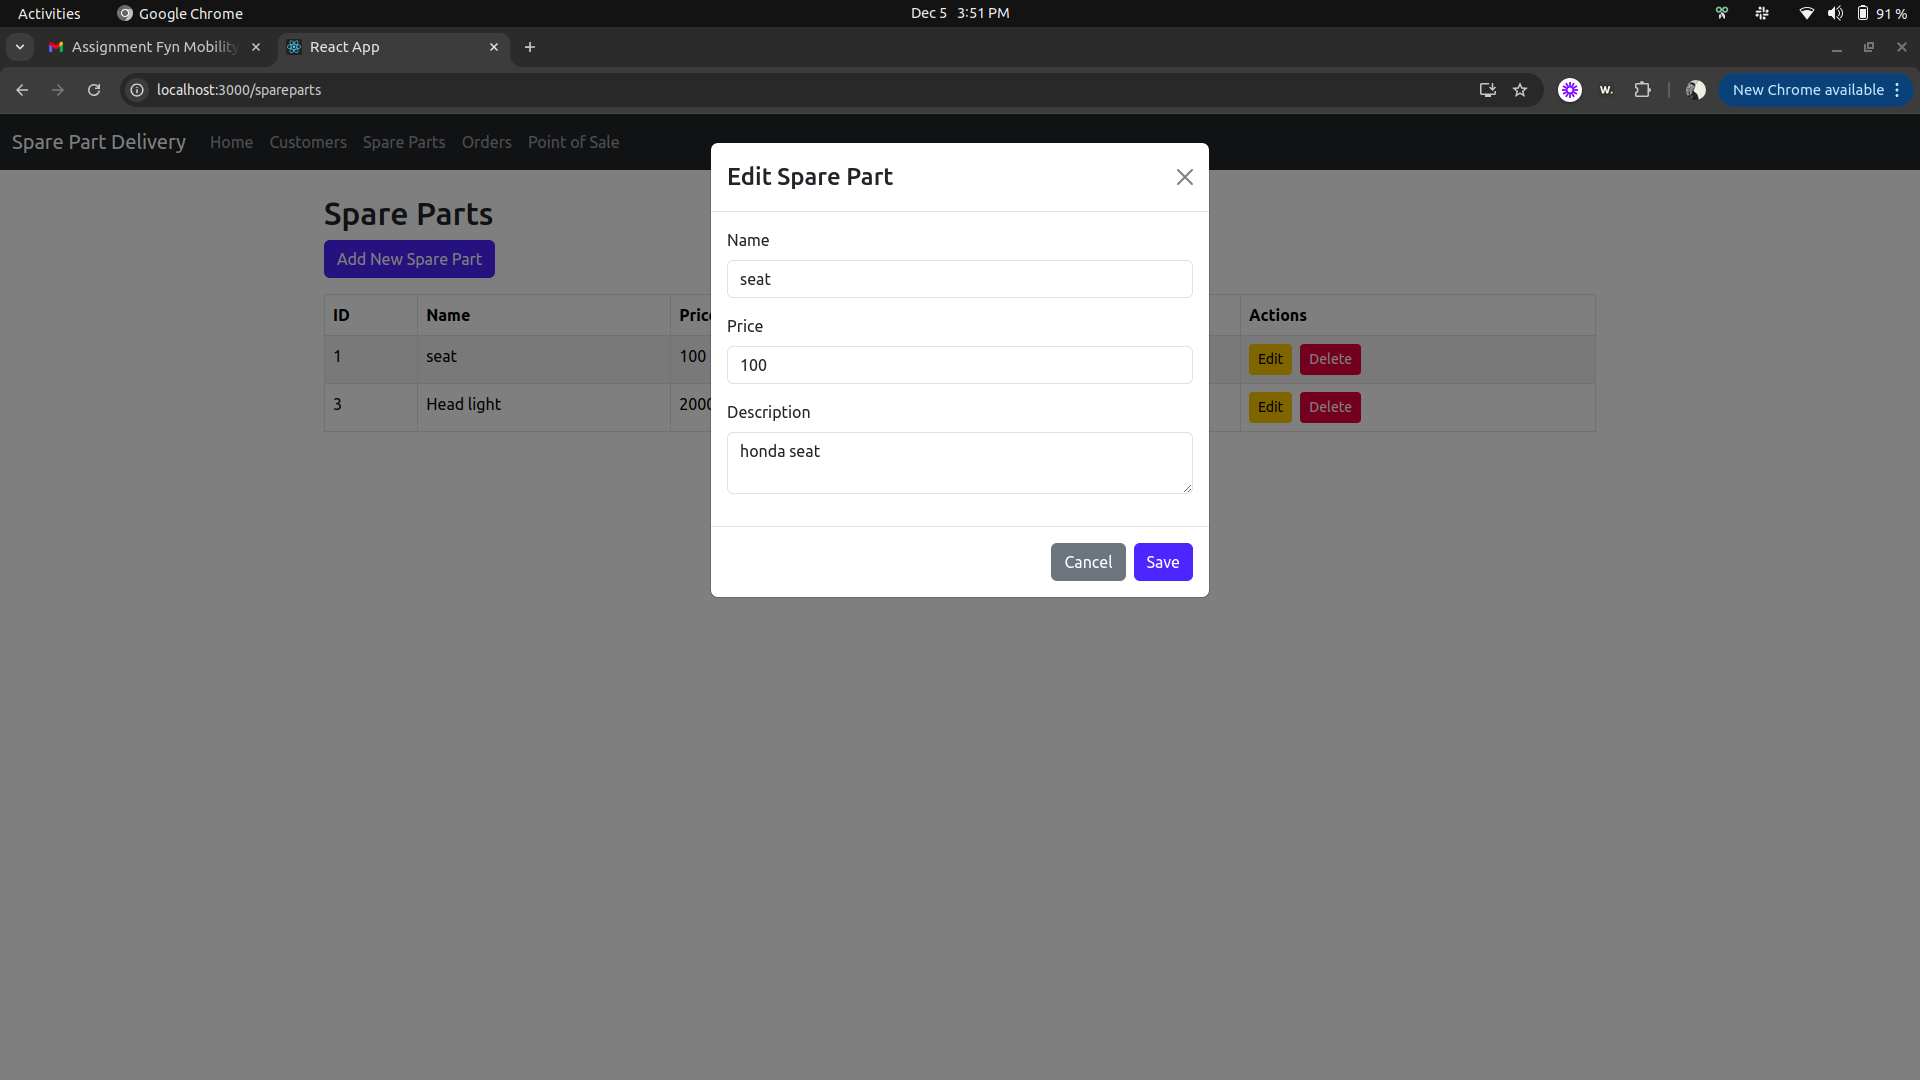 Activities Google Chrome Dec 5 3:51 PM 91 %
Assignment Fyn Mobility React App
localhost:3000/spareparts W. New Chrome available
Spare Part Delivery Home Customers Spare Parts Orders Point of Sale
Edit Spare Part
Spare Parts
Add New Spare Part
Name
seat
ID Name Price Actions
Price
1 seat 100 Edit Delete
100
3 Head light 2000 Edit Delete
Description
honda seat
Cancel Save